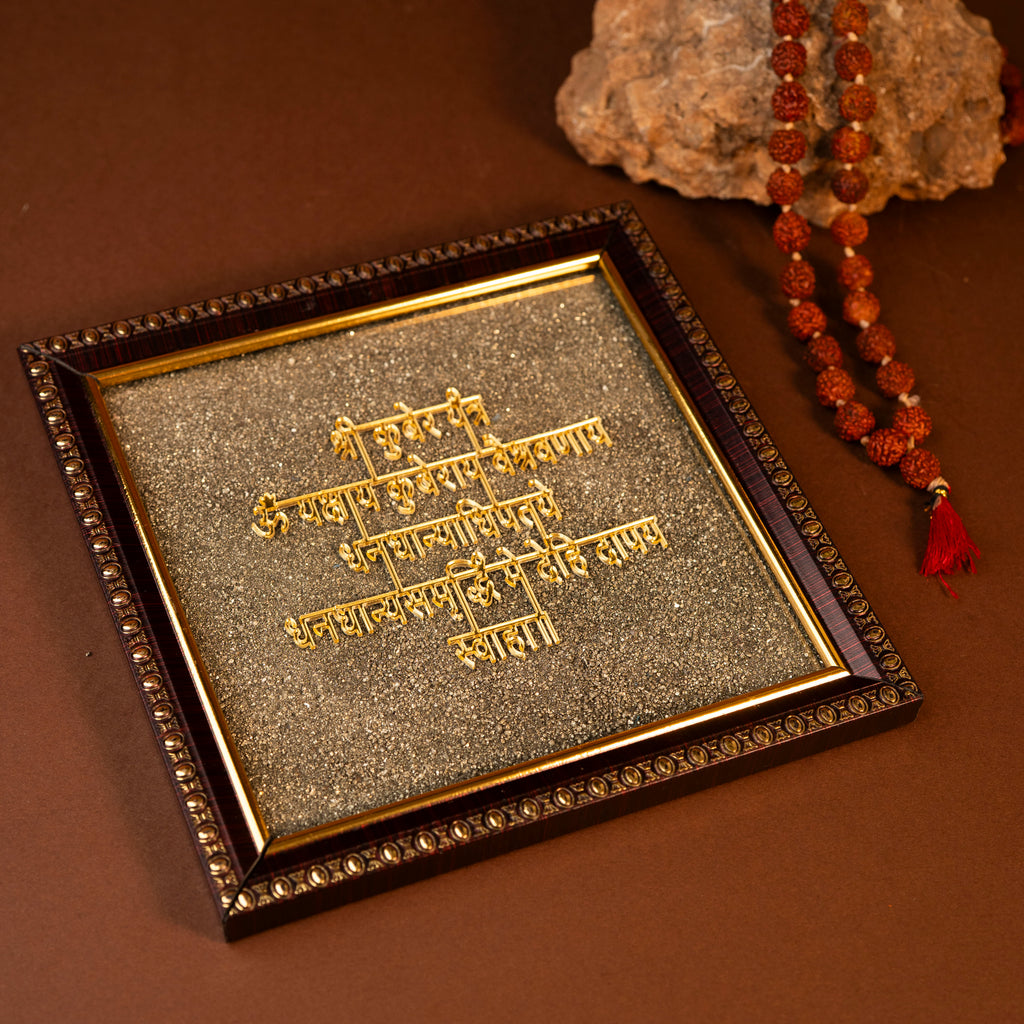 श्री कुबेर यंत्र
ॐ यक्षाय कुबेराय वैश्रवणाय
धनधान्याधिपतये
धनधान्यसमृद्धिं मे देहि दापय
स्वाहा॥